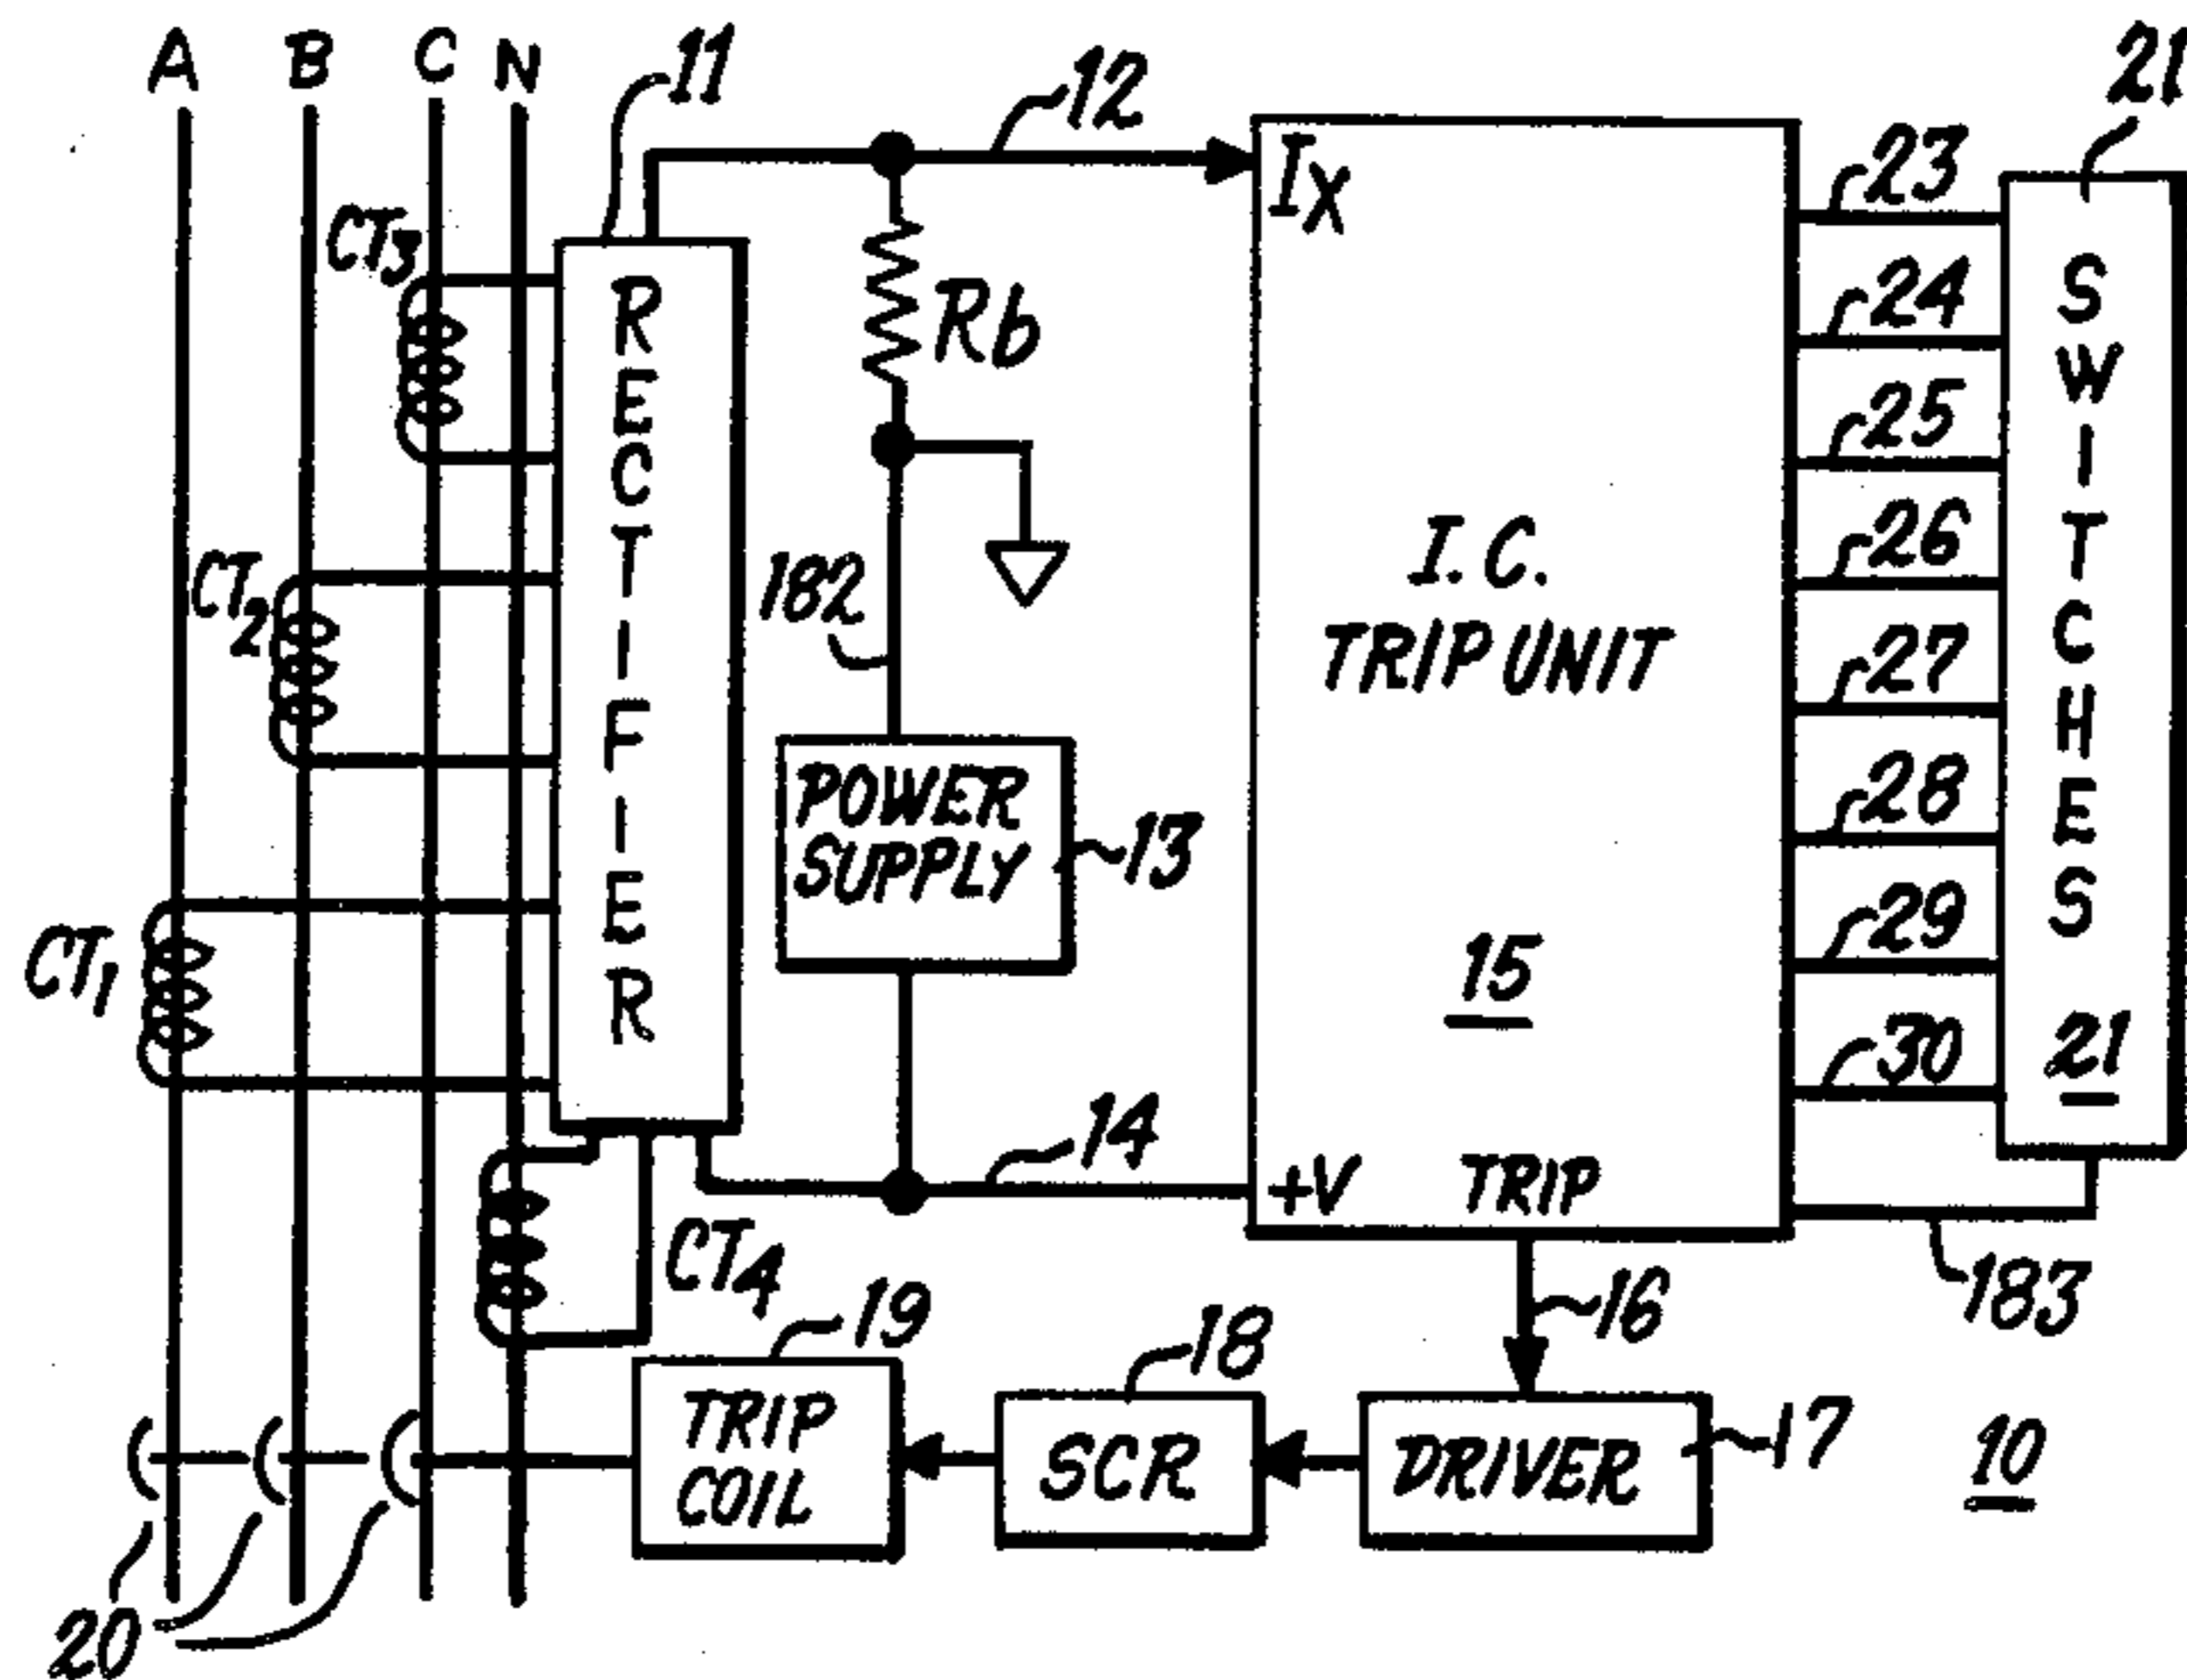 A B C N
11
12
21
IX
23
CT3
RECTIFIER
Rb
24
SWITCHES
25
26
CT2
182
I.C.
TRIP UNIT
27
POWER
SUPPLY
13
28
29
CT1
15
30
21
14
+V
TRIP
CT4
183
16
19
18
TRIP
COIL
SCR
DRIVER
17
10
20